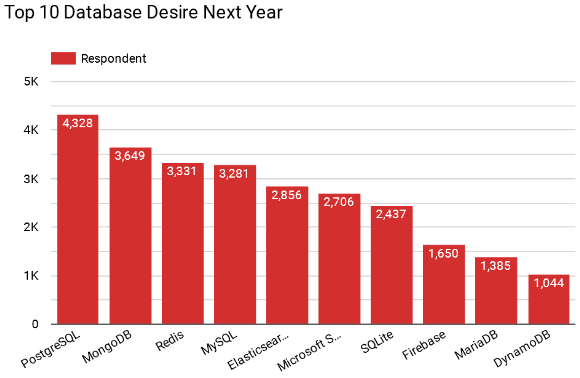 Top 10 Database Desire Next Year
Respondent
5K
4K
3K
2K
1K
0
4,328
3,649
3,331
3,281
2,856
2,706
2,437
1,650
1,385
1,044
PostgreSQL
MongoDB
Redis
MySQL
Elasticsear...
Microsoft S...
SQLite
Firebase
MariaDB
DynamoDB